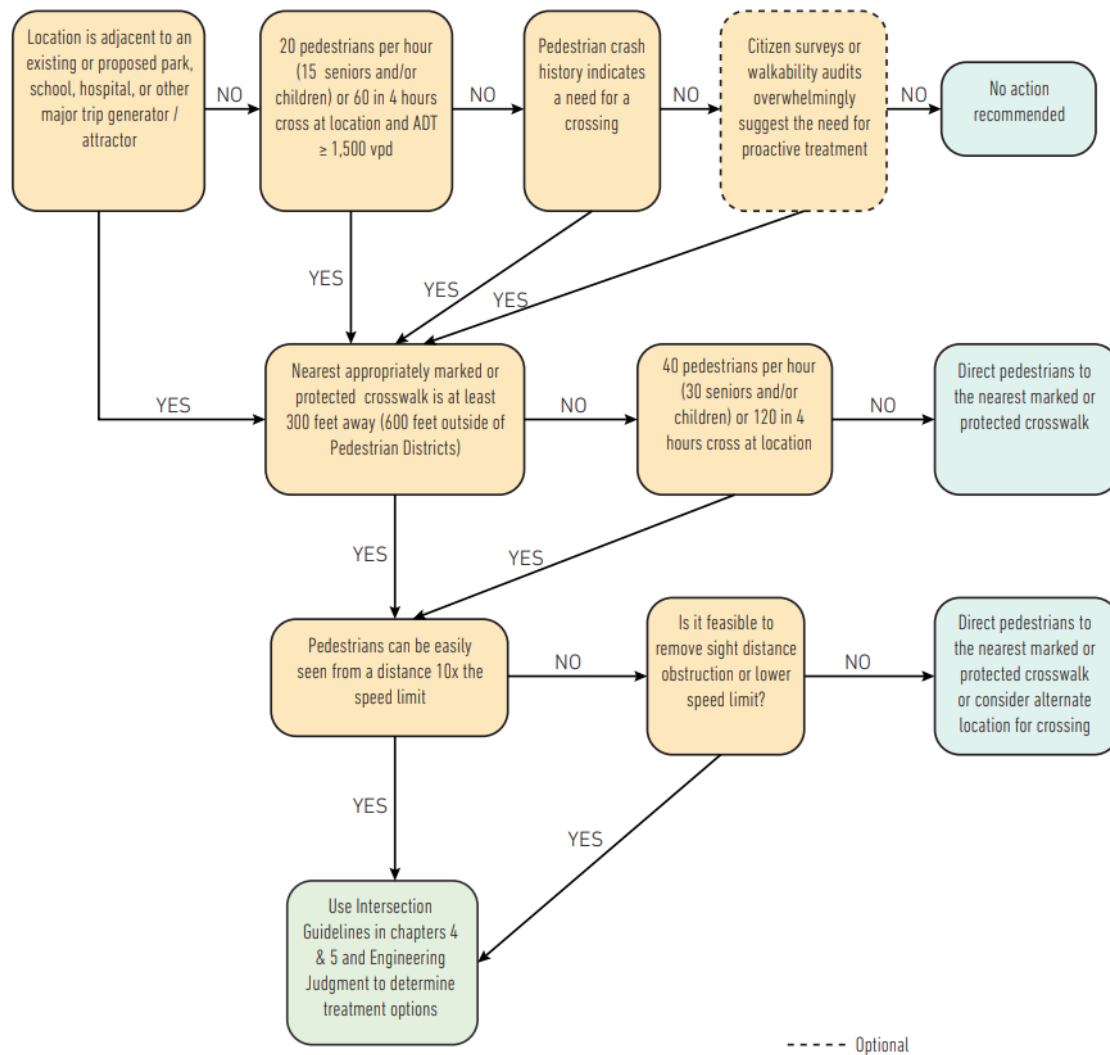 Location is adjacent to an
existing or proposed park,
school, hospital, or other
major trip generator /
attractor
NO
20 pedestrians per hour
(15 seniors and/or
children) or 60 in 4 hours
cross at location and ADT
≥ 1,500 vpd
NO
Pedestrian crash
history indicates
a need for a
crossing
NO
Citizen surveys or
walkability audits
overwhelmingly
suggest the need for
proactive treatment
NO
No action
recommended
YES
YES
YES
YES
Nearest appropriately marked or
protected crosswalk is at least
300 feet away (600 feet outside of
Pedestrian Districts)
NO
40 pedestrians per hour
(30 seniors and/or
children) or 120 in 4
hours cross at location
NO
Direct pedestrians to
the nearest marked or
protected crosswalk
YES
YES
Pedestrians can be easily
seen from a distance 10x the
speed limit
NO
Is it feasible to
remove sight distance
obstruction or lower
speed limit?
NO
Direct pedestrians to
the nearest marked or
protected crosswalk
or consider alternate
location for crossing
YES
YES
Use Intersection
Guidelines in chapters 4
& 5 and Engineering
Judgment to determine
treatment options
Optional